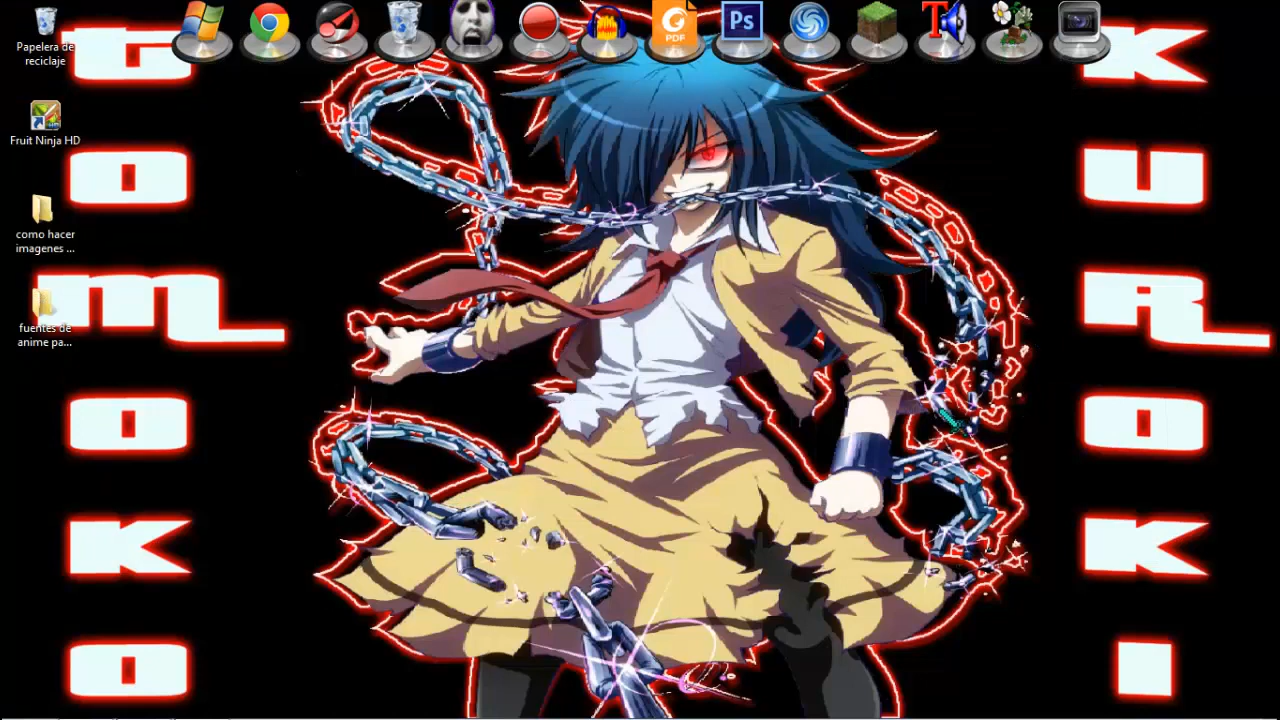 Papelera de
reciclaje
Fruit Ninja HD
como hacer
imagenes ...
fuentes de
anime pa...
PDF
Ps
T
TOMOKO
KUROKI